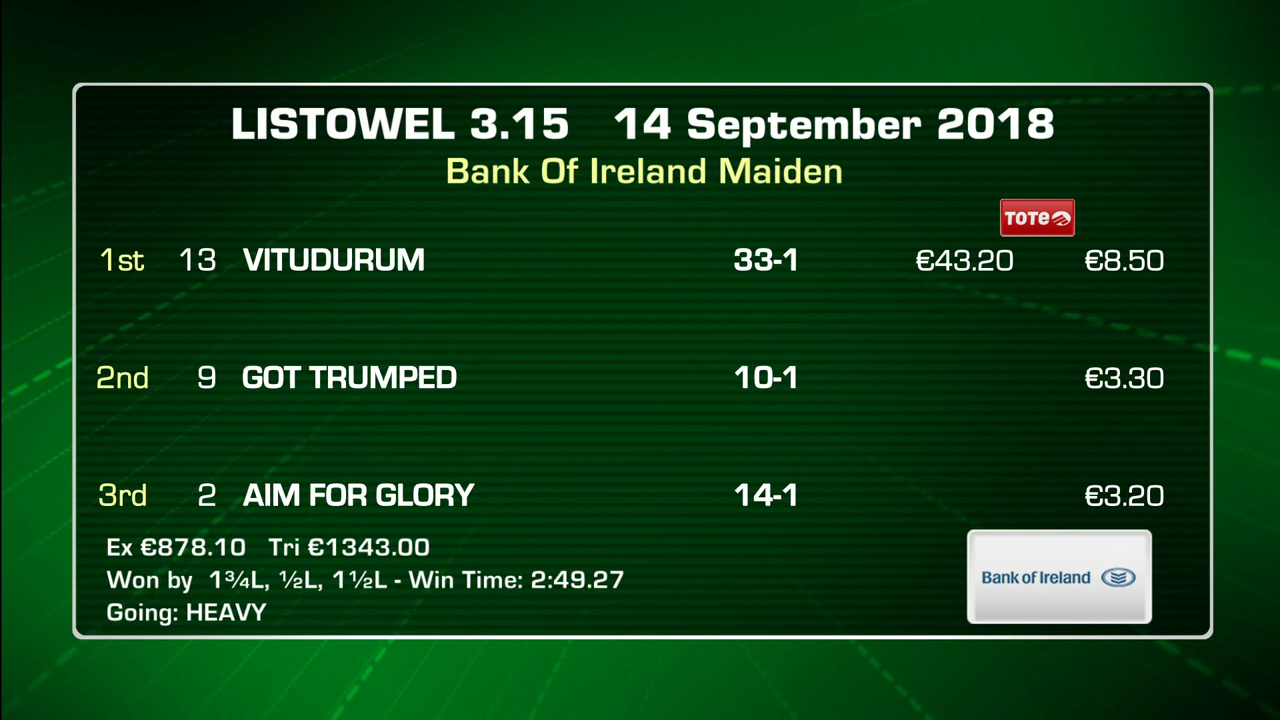 LISTOWEL 3.15 14 September 2018
Bank Of Ireland Maiden
TOTE
1st 13 VITUDURUM 33-1 €43.20 €8.50
2nd 9 GOT TRUMPED 10-1 €3.30
3rd 2 AIM FOR GLORY 14-1 €3.20
Ex €878.10 Tri €1343.00
Won by 1¾L, ½L, 1½L - Win Time: 2:49.27
Going: HEAVY
Bank of Ireland